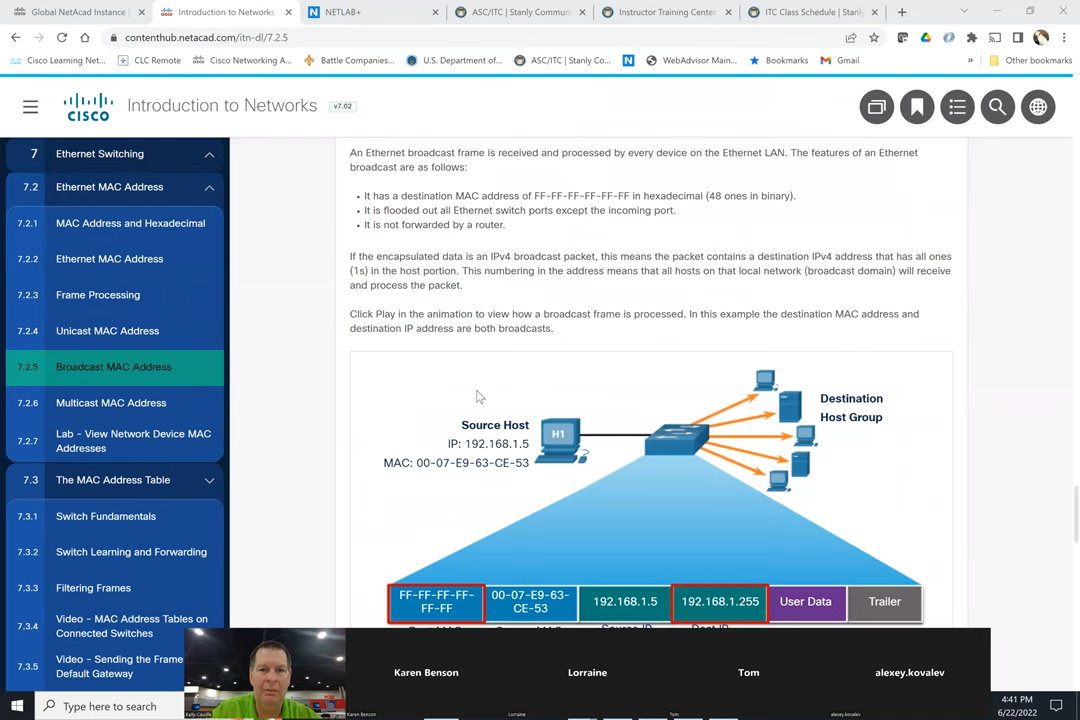 Global NetAcad Instance |
Introduction to Networks
NETLAB+
ASC/ITC | Stanly Commun
Instructor Training Center
ITC Class Schedule | Stanly
contenthub.netacad.com/itn-dl/7.2.5
Cisco Learning Net...
CLC Remote
Cisco Networking A...
Battle Companies...
U.S. Department of...
ASC/ITC | Stanly Co...
WebAdvisor Main...
Bookmarks
Gmail
»
Other bookmarks
CISCO
Introduction to Networks
v7.02
7 Ethernet Switching
7.2 Ethernet MAC Address
7.2.1 MAC Address and Hexadecimal
7.2.2 Ethernet MAC Address
7.2.3 Frame Processing
7.2.4 Unicast MAC Address
7.2.5 Broadcast MAC Address
7.2.6 Multicast MAC Address
7.2.7 Lab - View Network Device MAC
Addresses
7.3 The MAC Address Table
7.3.1 Switch Fundamentals
7.3.2 Switch Learning and Forwarding
7.3.3 Filtering Frames
7.3.4 Video - MAC Address Tables on
Connected Switches
7.3.5 Video - Sending the Frame
Default Gateway
An Ethernet broadcast frame is received and processed by every device on the Ethernet LAN. The features of an Ethernet
broadcast are as follows:
• It has a destination MAC address of FF-FF-FF-FF-FF-FF in hexadecimal (48 ones in binary).
• It is flooded out all Ethernet switch ports except the incoming port.
• It is not forwarded by a router.
If the encapsulated data is an IPv4 broadcast packet, this means the packet contains a destination IPv4 address that has all ones
(1s) in the host portion. This numbering in the address means that all hosts on that local network (broadcast domain) will receive
and process the packet.
Click Play in the animation to view how a broadcast frame is processed. In this example the destination MAC address and
destination IP address are both broadcasts.
Source Host
IP: 192.168.1.5
MAC: 00-07-E9-63-CE-53
H1
Destination
Host Group
FF-FF-FF-FF-
FF-FF
00-07-E9-63-
CE-53
192.168.1.5
192.168.1.255
User Data
Trailer
Source IP
Dest IP
Karen Benson
Lorraine
Tom
alexey.kovalev
Kelly Caudle
Karen Benson
Lorraine
Tom
alexey.kovalev
Type here to search
4:41 PM
6/22/2022